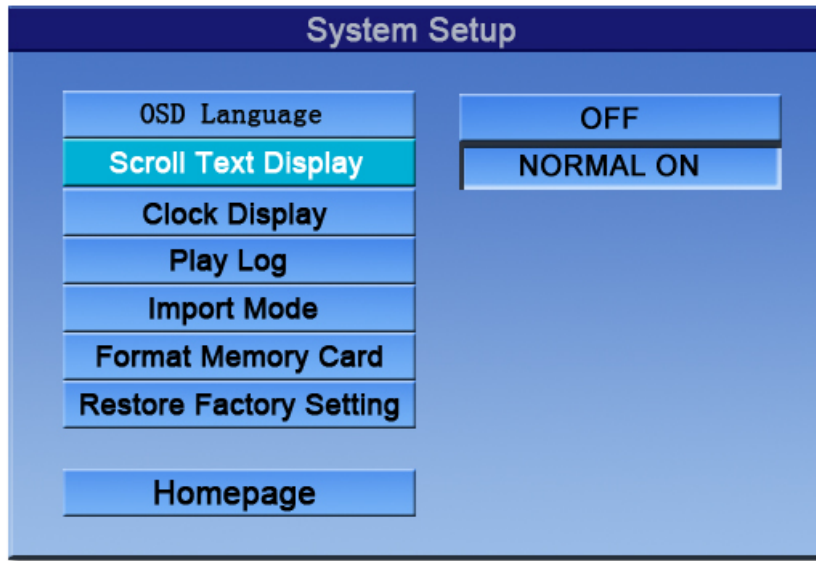 System Setup
OSD Language
Scroll Text Display
Clock Display
Play Log
Import Mode
Format Memory Card
Restore Factory Setting
Homepage
OFF
NORMAL ON